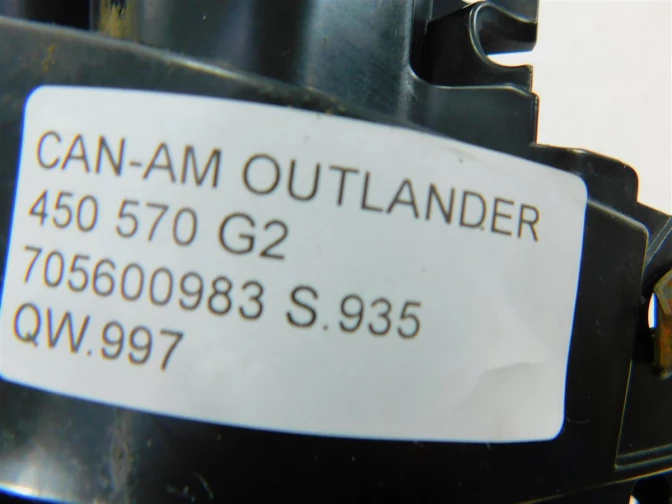 CAN-AM OUTLANDER
450 570 G2
705600983 S.935
QW.997